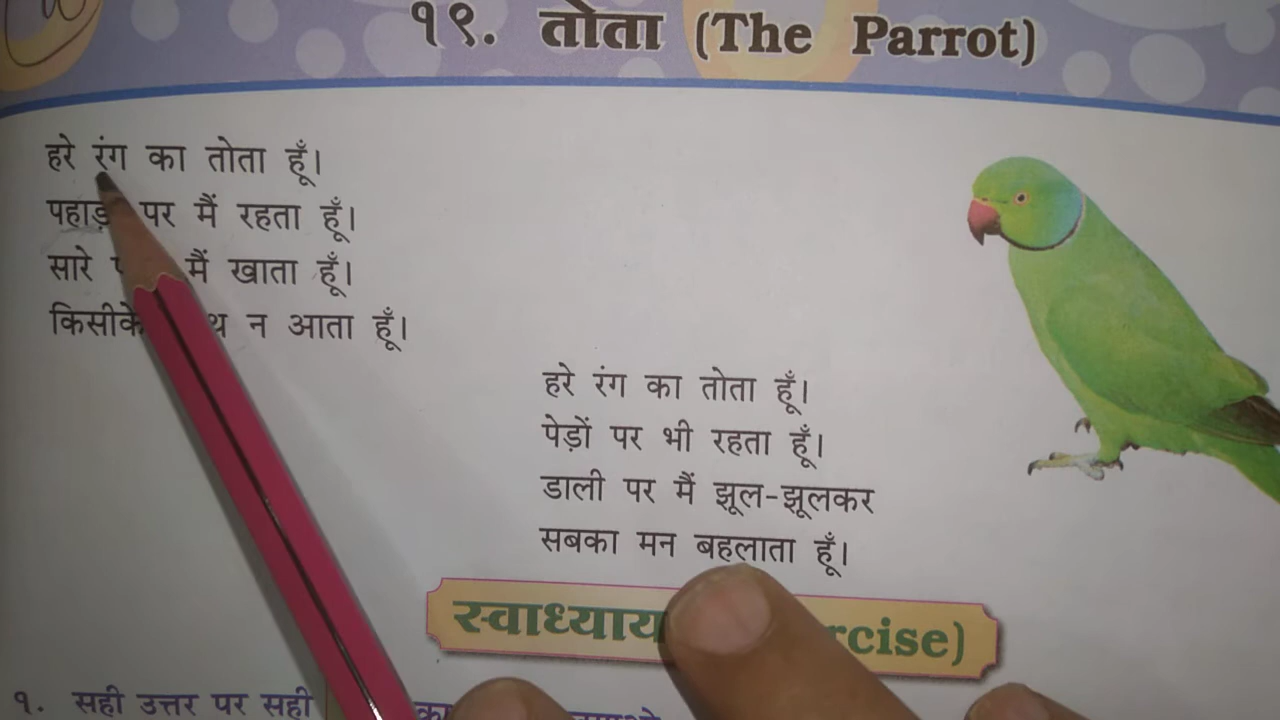 १९. तोता (The Parrot)
हरे रंग का तोता हूँ।
पहाड़ पर मैं रहता हूँ।
सारे मैं खाता हूँ।
किसीके न आता हूँ।
हरे रंग का तोता हूँ।
पेड़ों पर भी रहता हूँ।
डाली पर मैं झूल-झूलकर
सबका मन बहलाता हूँ।
स्वाध्याय
१. सही उत्तर पर सही